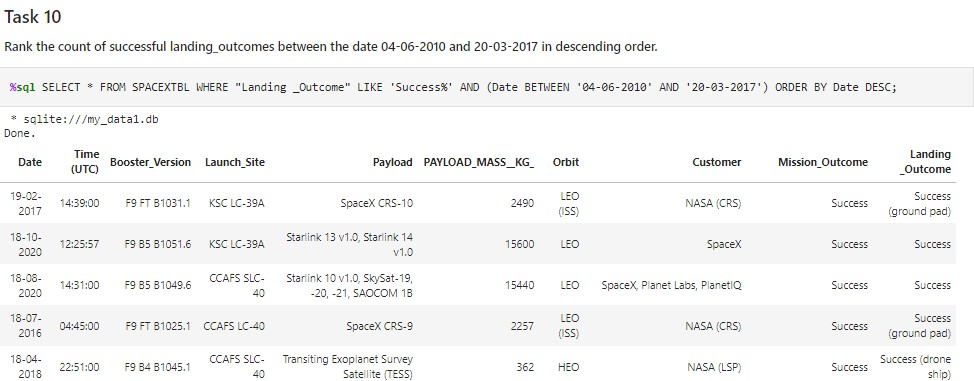 Task 10
Rank the count of successful landing_outcomes between the date 04-06-2010 and 20-03-2017 in descending order.
%sql SELECT * FROM SPACEXTBL WHERE "Landing _Outcome" LIKE 'Success%' AND (Date BETWEEN '04-06-2010' AND '20-03-2017') ORDER BY Date DESC;
* sqlite:///my_data1.db
Done.
Date Time (UTC) Booster_Version Launch_Site Payload PAYLOAD_MASS__KG_ Orbit Customer Mission_Outcome Landing _Outcome
19-02-2017 14:39:00 F9 FT B1031.1 KSC LC-39A SpaceX CRS-10 2490 LEO (ISS) NASA (CRS) Success Success (ground pad)
18-10-2020 12:25:57 F9 B5 B1051.6 KSC LC-39A Starlink 13 v1.0, Starlink 14 v1.0 15600 LEO SpaceX Success Success
18-08-2020 14:31:00 F9 B5 B1049.6 CCAFS SLC-40 Starlink 10 v1.0, SkySat-19, -20, -21, SAOCOM 1B 15440 LEO SpaceX, Planet Labs, PlanetIQ Success Success
18-07-2016 04:45:00 F9 FT B1025.1 CCAFS LC-40 SpaceX CRS-9 2257 LEO (ISS) NASA (CRS) Success Success (ground pad)
18-04-2018 22:51:00 F9 B4 B1045.1 CCAFS SLC-40 Transiting Exoplanet Survey Satellite (TESS) 362 HEO NASA (LSP) Success Success (drone ship)